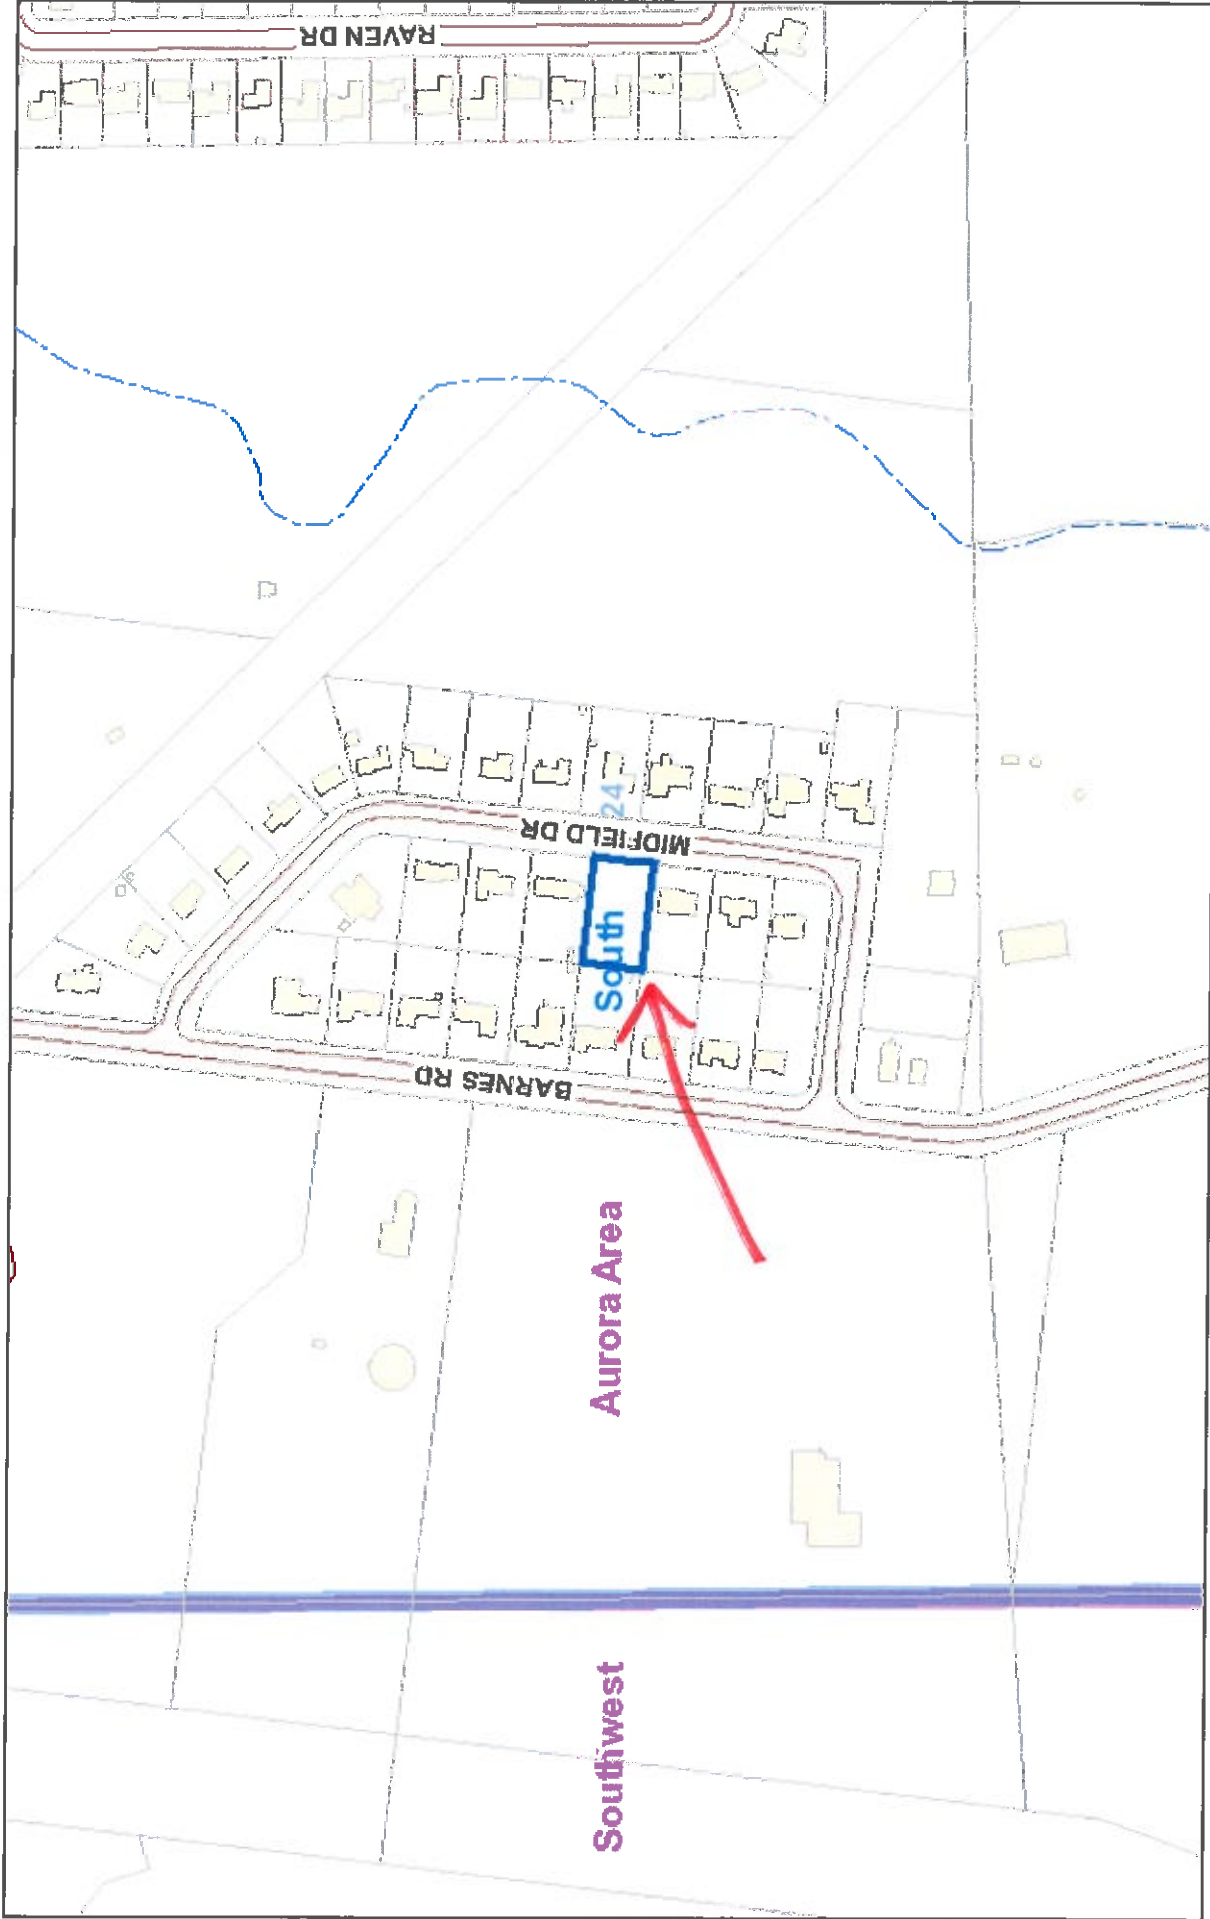 RAVEN DR
MIDFIELD DR
24
South
BARNES RD
Aurora Area
Southwest